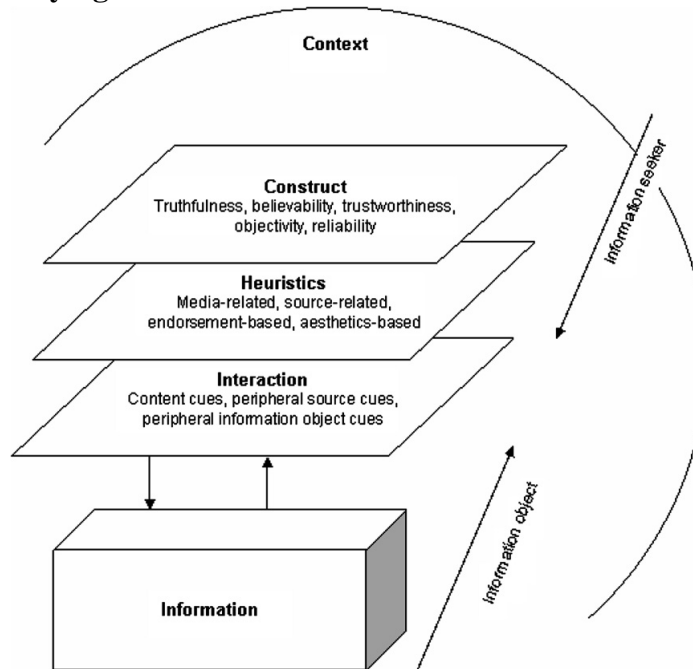 Context
Construct
Truthfulness, believability, trustworthiness,
objectivity, reliability
Heuristics
Media-related, source-related,
endorsement-based, aesthetics-based
Interaction
Content cues, peripheral source cues,
peripheral information object cues
Information seeker
Information object
Information